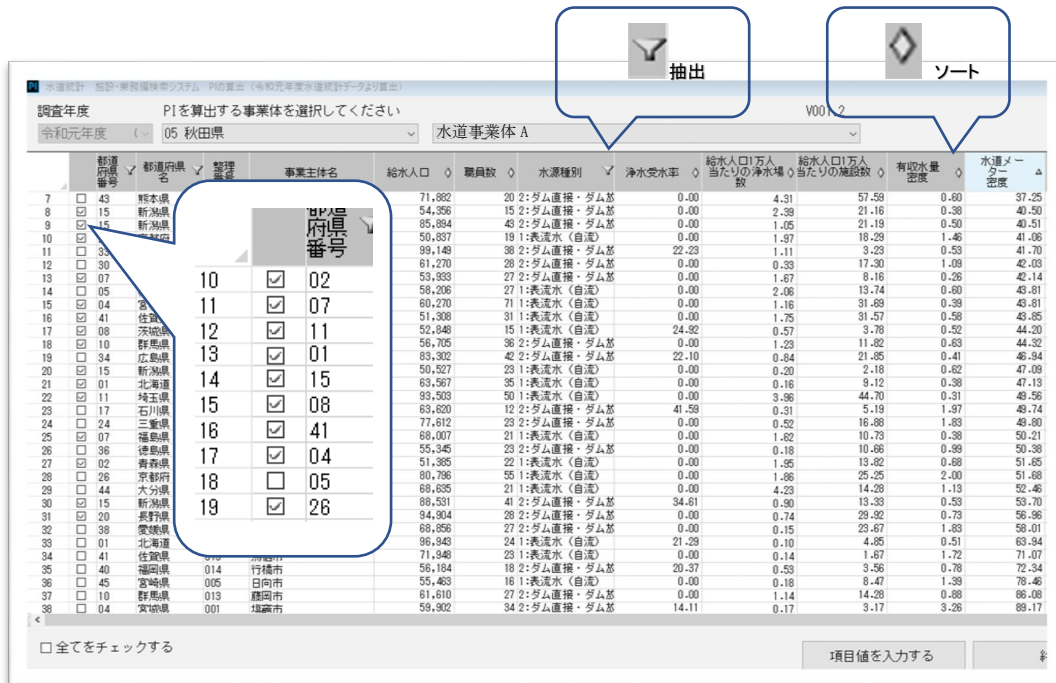 抽出
ソート
PI 水道統計 施設・業務編検索システム PIの算出(令和元年度水道統計データより算出)
調査年度 PIを算出する事業体を選択してください V001.2
令和元年度 ( 05 秋田県 水道事業体 A
都道府県番号 都道府県名 整理番号 事業主体名 給水人口 職員数 水源種別 浄水受水率 給水人口1万人当たりの浄水場数 給水人口1万人当たりの施設数 有収水量密度 水道メーター密度
7 43 熊本県 71,882 20 2:ダム直接・ダム放 0.00 4.31 57.59 0.60 37.25
8 15 新潟県 54,356 15 2:ダム直接・ダム放 0.00 2.39 21.16 0.38 40.50
9 15 新潟県 85,894 43 2:ダム直接・ダム放 0.00 1.05 21.19 0.50 40.51
10 50,837 19 1:表流水(自流) 0.00 1.97 18.29 1.46 41.06
11 33 99,149 38 2:ダム直接・ダム放 22.23 1.11 3.23 0.53 41.70
12 30 61,270 28 2:ダム直接・ダム放 0.00 0.33 17.30 1.09 42.03
13 07 53,933 27 2:ダム直接・ダム放 0.00 1.67 8.16 0.26 42.14
14 05 58,206 27 1:表流水(自流) 0.00 2.06 13.74 0.60 43.81
15 04 宮 60,270 71 1:表流水(自流) 0.00 1.16 31.69 0.39 43.81
16 41 佐賀 51,308 31 1:表流水(自流) 0.00 1.75 31.57 0.58 43.85
17 08 茨城県 52,848 15 1:表流水(自流) 24.92 0.57 3.78 0.52 44.20
18 10 群馬県 56,705 36 2:ダム直接・ダム放 0.00 1.23 11.82 0.63 44.32
19 34 広島県 83,302 42 2:ダム直接・ダム放 22.10 0.84 21.85 0.41 46.94
20 15 新潟県 50,527 23 1:表流水(自流) 0.00 0.20 2.18 0.62 47.09
21 01 北海道 63,567 35 1:表流水(自流) 0.00 0.16 9.12 0.38 47.13
22 11 埼玉県 93,503 50 1:表流水(自流) 0.00 3.96 44.70 0.31 49.56
23 17 石川県 63,620 12 2:ダム直接・ダム放 41.59 0.31 5.19 1.97 49.74
24 24 三重県 77,612 23 2:ダム直接・ダム放 0.00 0.52 16.88 1.83 49.80
25 07 福島県 68,007 21 1:表流水(自流) 0.00 1.62 10.73 0.38 50.21
26 36 徳島県 55,345 23 2:ダム直接・ダム放 0.00 0.18 10.66 0.99 50.38
27 02 青森県 51,385 22 1:表流水(自流) 0.00 1.95 13.82 0.68 51.65
28 26 京都府 80,796 55 1:表流水(自流) 0.00 1.86 25.25 2.00 51.68
29 44 大分県 68,635 21 1:表流水(自流) 0.00 4.23 14.28 1.13 52.46
30 15 新潟県 88,531 41 2:ダム直接・ダム放 34.61 0.90 13.33 0.53 53.70
31 20 長野県 94,904 28 2:ダム直接・ダム放 0.00 0.74 29.92 0.73 56.96
32 38 愛媛県 68,856 27 2:ダム直接・ダム放 0.00 0.15 23.67 1.83 58.01
33 01 北海道 96,943 24 1:表流水(自流) 21.29 0.10 4.85 0.51 63.94
34 41 佐賀県 71,948 23 1:表流水(自流) 0.00 0.14 1.67 1.72 71.07
35 40 福岡県 014 行橋市 56,184 18 2:ダム直接・ダム放 20.37 0.53 3.56 0.78 72.34
36 45 宮崎県 005 日向市 55,463 16 1:表流水(自流) 0.00 0.18 8.47 1.39 78.46
37 10 群馬県 013 藤岡市 61,610 27 2:ダム直接・ダム放 0.00 1.14 14.28 0.88 86.08
38 04 宮城県 001 塩竈市 59,902 34 2:ダム直接・ダム放 14.11 0.17 3.17 3.26 89.17
都道府県番号
10 02
11 07
12 11
13 01
14 15
15 08
16 41
17 04
18 05
19 26
全てをチェックする
項目値を入力する